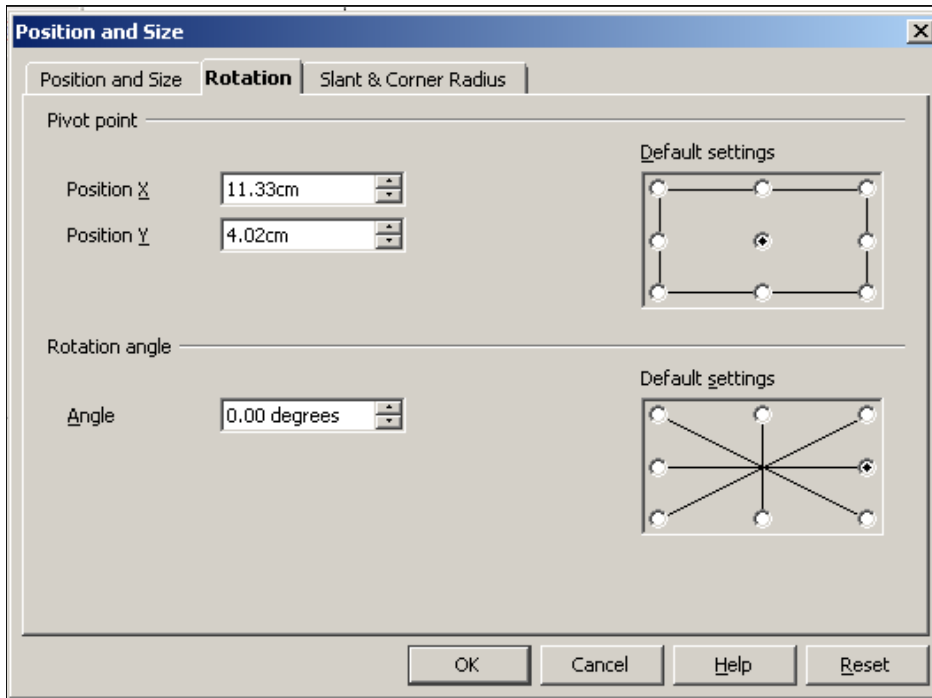 Position and Size
Position and Size Rotation Slant & Corner Radius
Pivot point
Default settings
Position X 11.33cm
Position Y 4.02cm
Rotation angle
Default settings
Angle 0.00 degrees
OK Cancel Help Reset